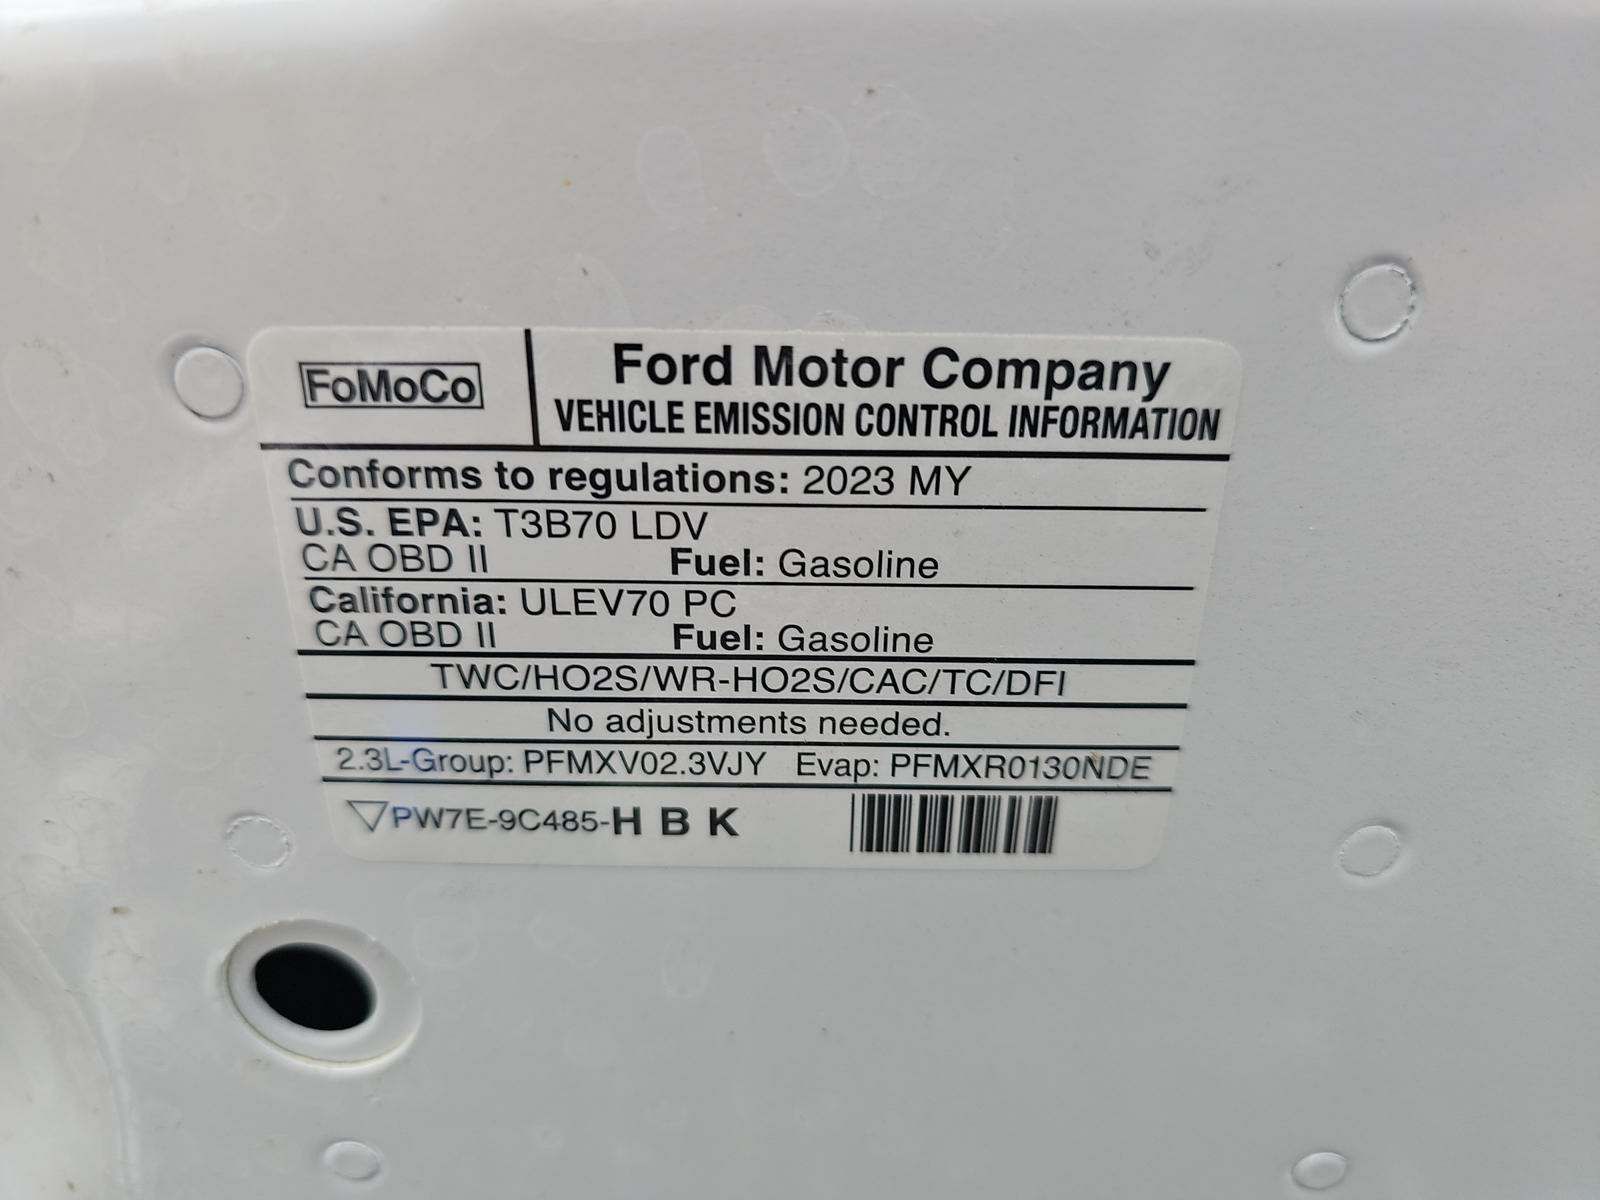 FoMoCo
Ford Motor Company
VEHICLE EMISSION CONTROL INFORMATION
Conforms to regulations: 2023 MY
U.S. EPA: T3B70 LDV
CA OBD II Fuel: Gasoline
California: ULEV70 PC
CA OBD II Fuel: Gasoline
TWC/HO2S/WR-HO2S/CAC/TC/DFI
No adjustments needed.
2.3L-Group: PFMXV02.3VJY Evap: PFMXR0130NDE
PW7E-9C485-H B K